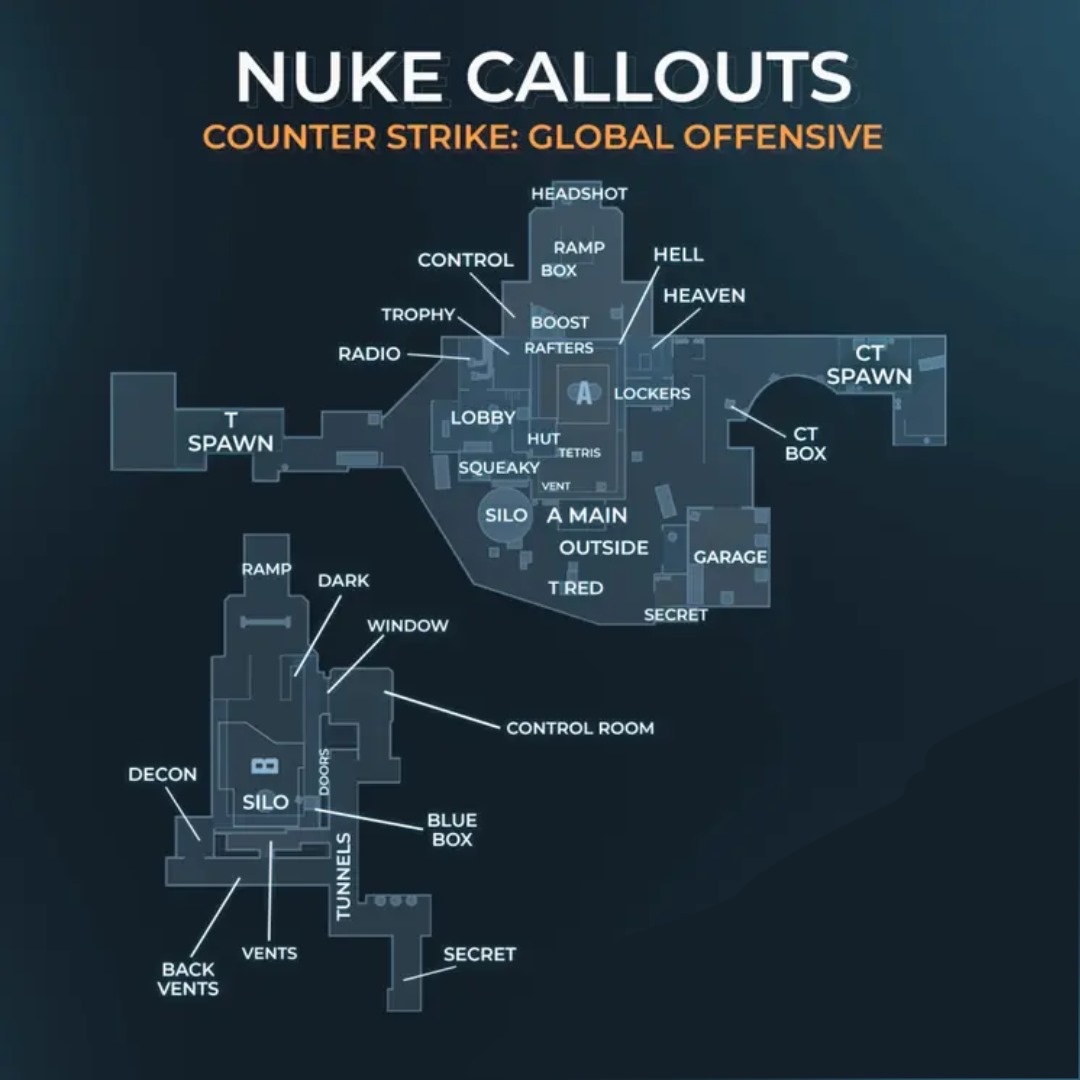 NUKE CALLOUTS
COUNTER STRIKE: GLOBAL OFFENSIVE
HEADSHOT
RAMP
BOX
CONTROL
HELL
HEAVEN
TROPHY
BOOST
RAFTERS
RADIO
CT
SPAWN
A
LOCKERS
LOBBY
T
SPAWN
HUT
TETRIS
CT
BOX
SQUEAKY
VENT
SILO
A MAIN
OUTSIDE
GARAGE
T RED
SECRET
RAMP
DARK
WINDOW
CONTROL ROOM
B
DOORS
DECON
SILO
BLUE
BOX
TUNNELS
VENTS
BACK
VENTS
SECRET